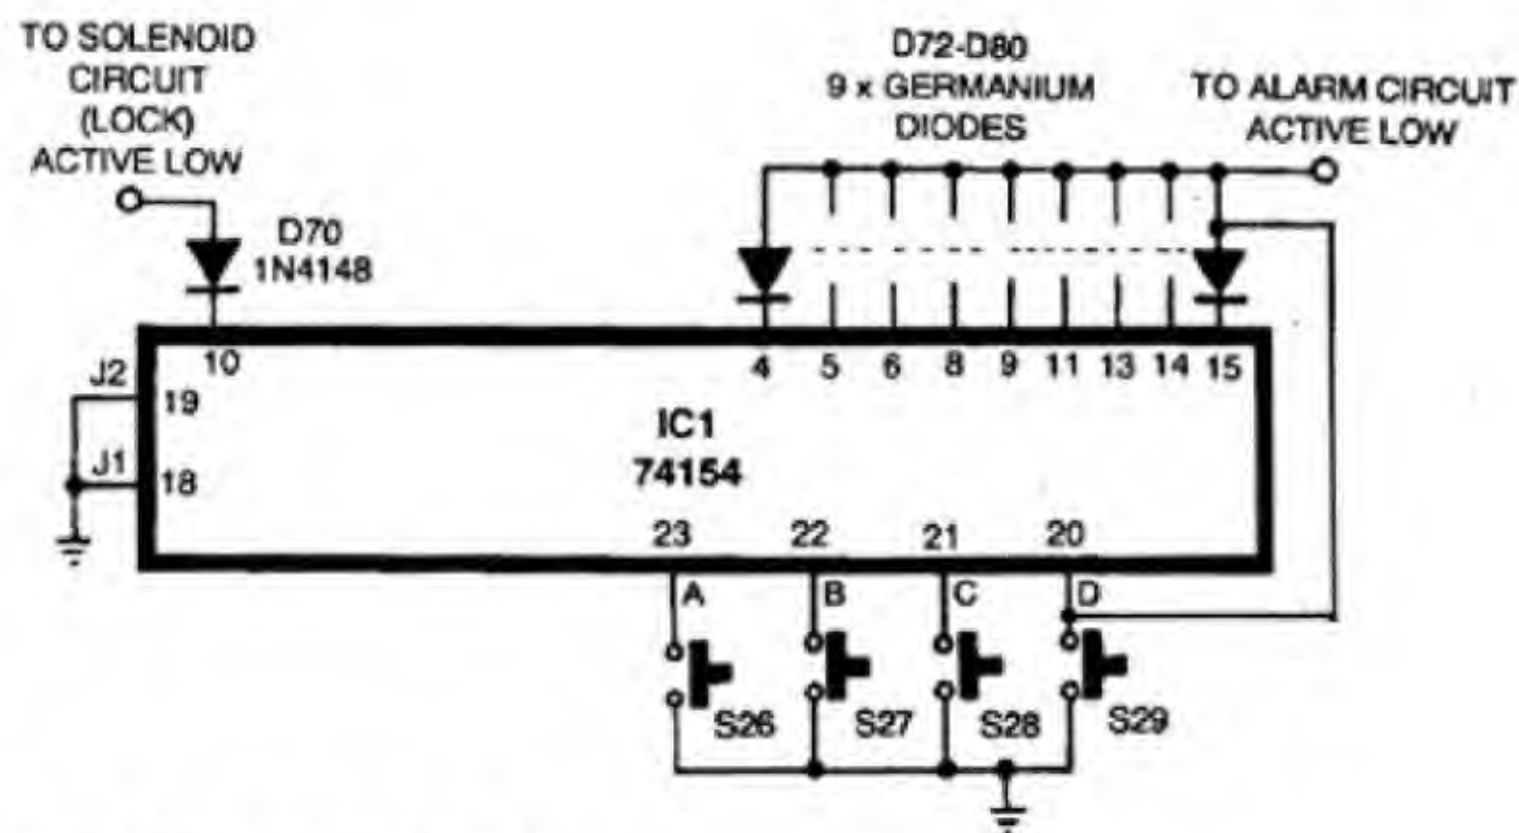 TO SOLENOID
CIRCUIT
(LOCK)
ACTIVE LOW
D70
1N4148
D72-D80
9 x GERMANIUM
DIODES
TO ALARM CIRCUIT
ACTIVE LOW
10
4 5 6 8 9 11 13 14 15
J2
19
J1
18
IC1
74154
23 22 21 20
A B C D
S26 S27 S28 S29